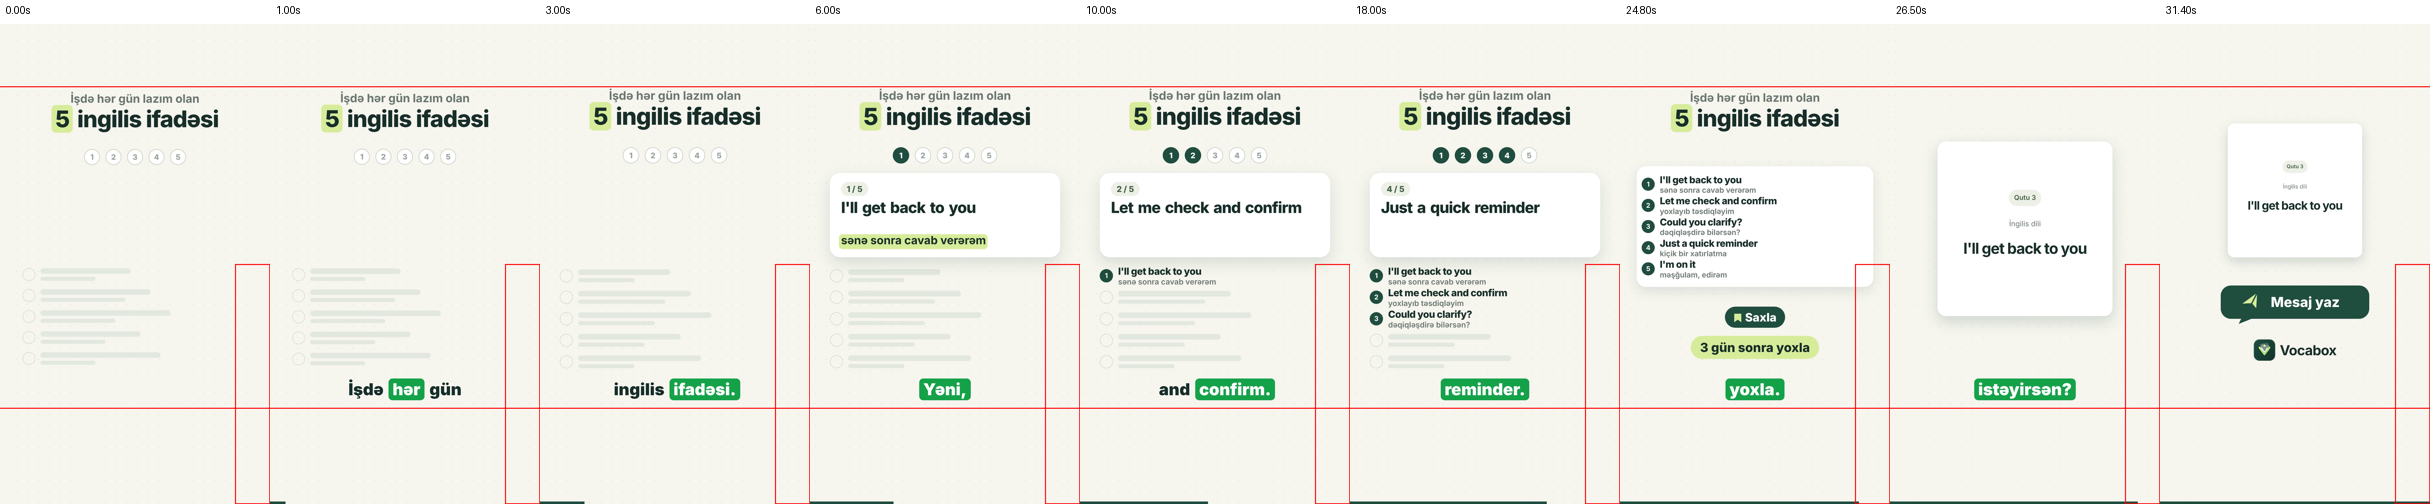 0.00s
1.00s
3.00s
6.00s
10.00s
18.00s
24.80s
26.50s
31.40s
İşdə hər gün lazım olan
5 ingilis ifadəsi
1 2 3 4 5
İşdə hər gün lazım olan
5 ingilis ifadəsi
1 2 3 4 5
İşdə hər gün
İşdə hər gün lazım olan
5 ingilis ifadəsi
1 2 3 4 5
ingilis ifadəsi.
İşdə hər gün lazım olan
5 ingilis ifadəsi
1 2 3 4 5
1 / 5
I'll get back to you
sənə sonra cavab verərəm
Yəni,
İşdə hər gün lazım olan
5 ingilis ifadəsi
1 2 3 4 5
2 / 5
Let me check and confirm
1 I'll get back to you
sənə sonra cavab verərəm
and confirm.
İşdə hər gün lazım olan
5 ingilis ifadəsi
1 2 3 4 5
4 / 5
Just a quick reminder
1 I'll get back to you
sənə sonra cavab verərəm
2 Let me check and confirm
yoxlayıb təsdiqləyim
3 Could you clarify?
dəqiqləşdirə bilərsən?
reminder.
İşdə hər gün lazım olan
5 ingilis ifadəsi
1 I'll get back to you
sənə sonra cavab verərəm
2 Let me check and confirm
yoxlayıb təsdiqləyim
3 Could you clarify?
dəqiqləşdirə bilərsən?
4 Just a quick reminder
kiçik bir xatırlatma
5 I'm on it
məşğulam, edirəm
Saxla
3 gün sonra yoxla
yoxla.
Qutu 3
İngilis dili
I'll get back to you
istəyirsən?
Qutu 3
İngilis dili
I'll get back to you
Mesaj yaz
Vocabox